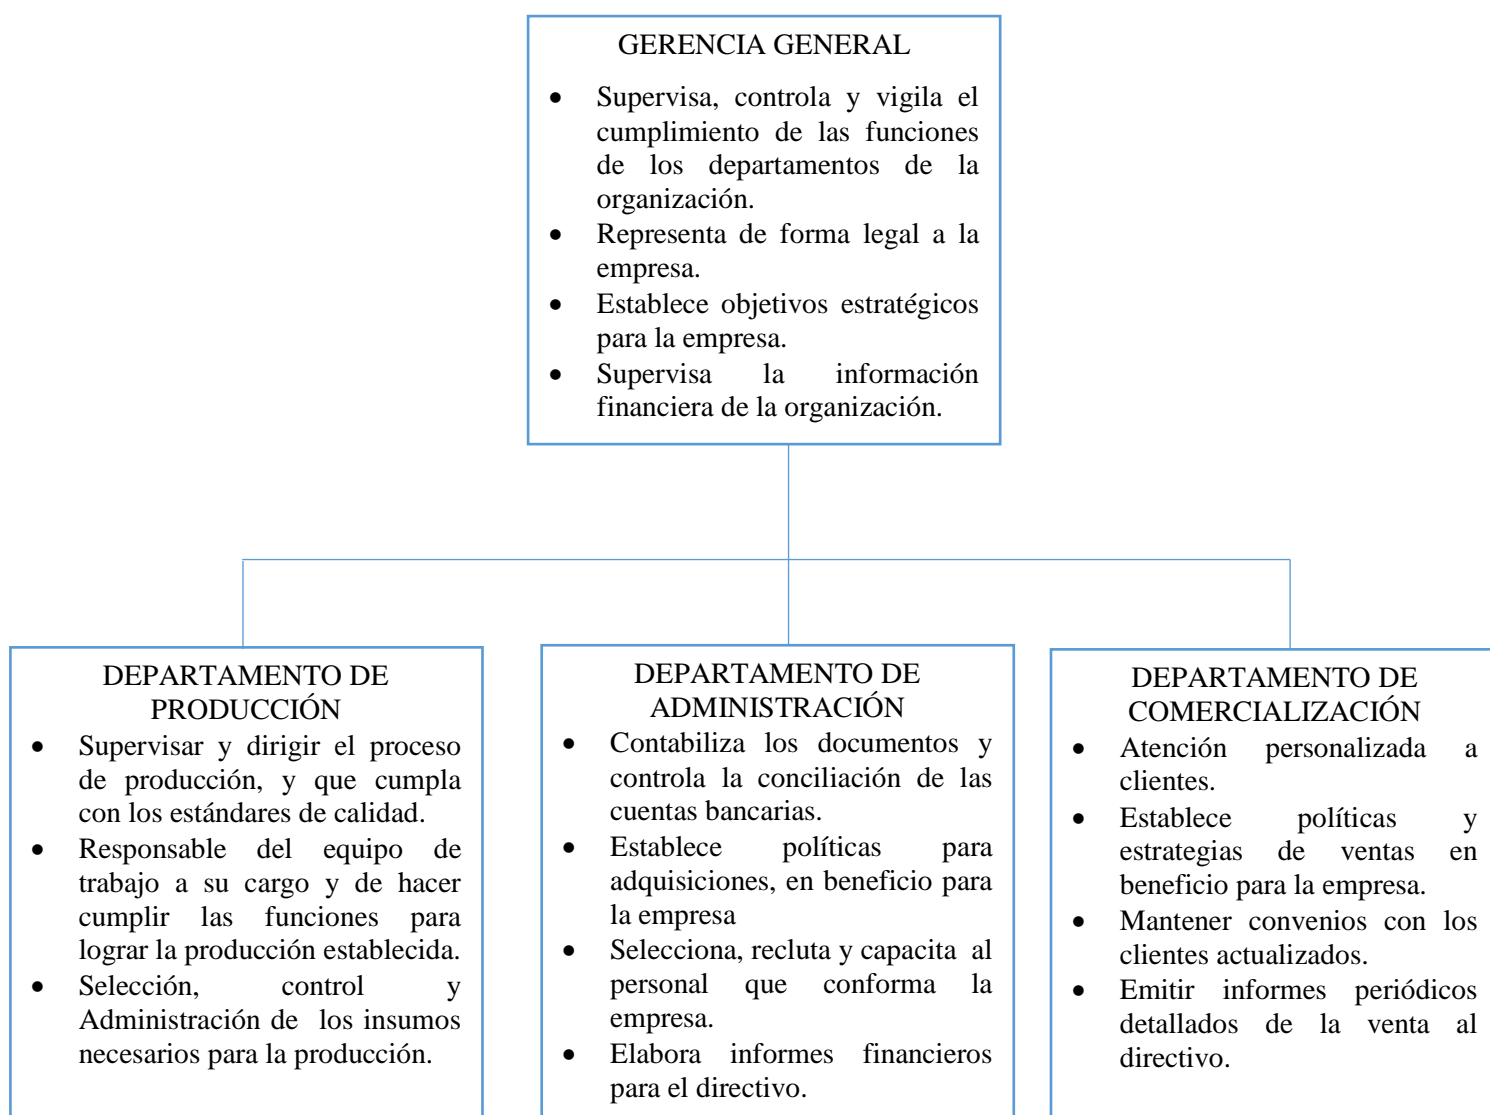 GERENCIA GENERAL
• Supervisa, controla y vigila el
cumplimiento de las funciones
de los departamentos de la
organización.
• Representa de forma legal a la
empresa.
• Establece objetivos estratégicos
para la empresa.
• Supervisa la información
financiera de la organización.
DEPARTAMENTO DE
PRODUCCIÓN
• Supervisar y dirigir el proceso
de producción, y que cumpla
con los estándares de calidad.
• Responsable del equipo de
trabajo a su cargo y de hacer
cumplir las funciones para
lograr la producción establecida.
• Selección, control y
Administración de los insumos
necesarios para la producción.
DEPARTAMENTO DE
ADMINISTRACIÓN
• Contabiliza los documentos y
controla la conciliación de las
cuentas bancarias.
• Establece políticas para
adquisiciones, en beneficio para
la empresa
• Selecciona, recluta y capacita al
personal que conforma la
empresa.
• Elabora informes financieros
para el directivo.
DEPARTAMENTO DE
COMERCIALIZACIÓN
• Atención personalizada a
clientes.
• Establece políticas y
estrategias de ventas en
beneficio para la empresa.
• Mantener convenios con los
clientes actualizados.
• Emitir informes periódicos
detallados de la venta al
directivo.